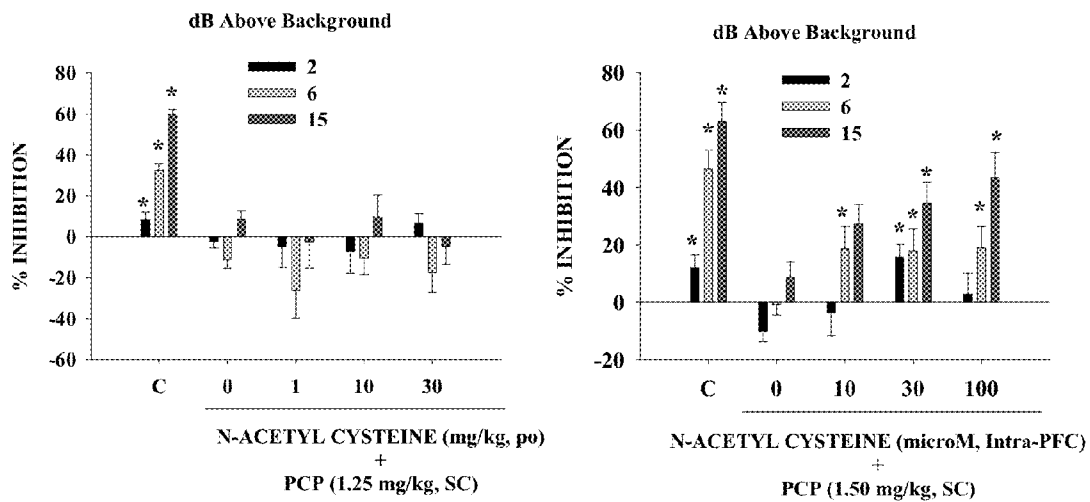 dB Above Background
2
6
15
% INHIBITION
80
60
40
20
0
-20
-40
-60
* * *
C 0 1 10 30
N-ACETYL CYSTEINE (mg/kg, po)
+
PCP (1.25 mg/kg, SC)
dB Above Background
2
6
15
% INHIBITION
80
60
40
20
0
-20
* * * * * * * * *
C 0 10 30 100
N-ACETYL CYSTEINE (microM, Intra-PFC)
+
PCP (1.50 mg/kg, SC)